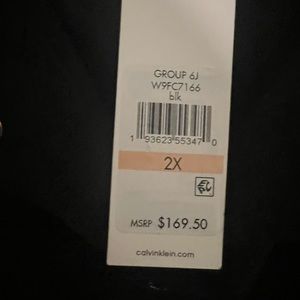 GROUP 6J
W9FC7166
blk
1 93623 55347 0
2X
MSRP $169.50
calvinklein.com